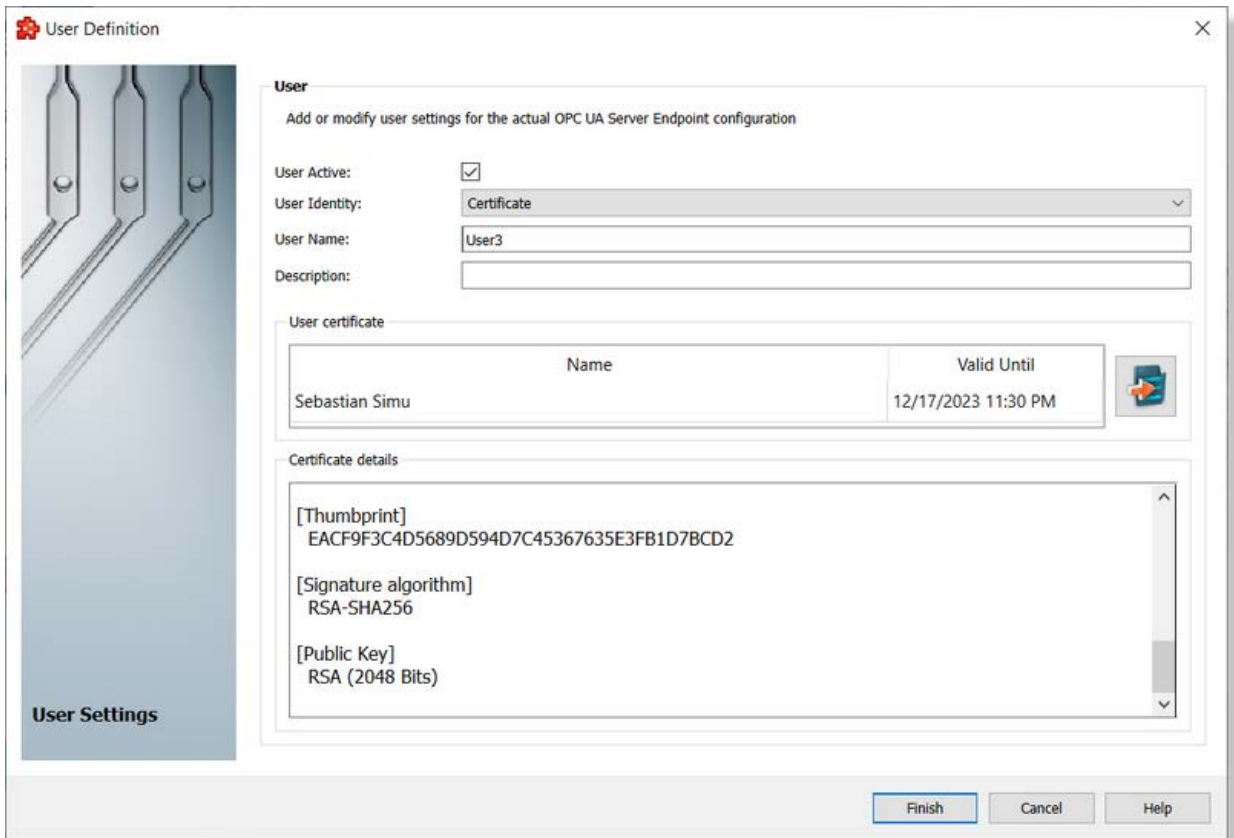 User Definition
User
Add or modify user settings for the actual OPC UA Server Endpoint configuration
User Active:
User Identity: Certificate
User Name: User3
Description:
User certificate
Name Valid Until
Sebastian Simu 12/17/2023 11:30 PM
Certificate details
[Thumbprint]
EACF9F3C4D5689D594D7C45367635E3FB1D7BCD2
[Signature algorithm]
RSA-SHA256
[Public Key]
RSA (2048 Bits)
User Settings
Finish Cancel Help